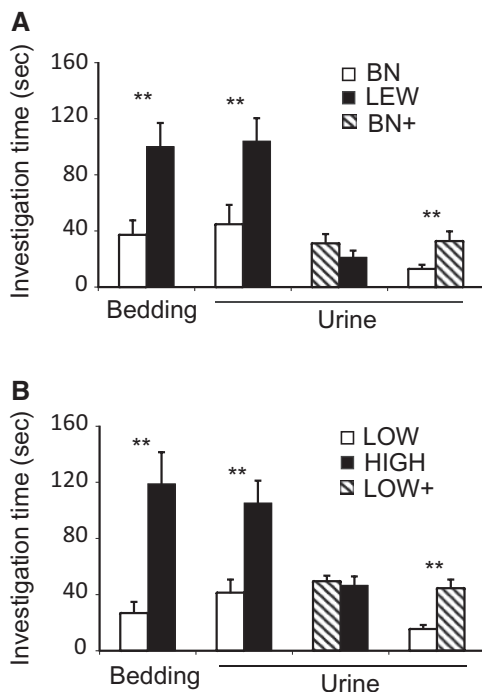 A
Investigation time (sec)
160
120
80
40
0
** ** **
BN
LEW
BN+
Bedding
Urine
B
Investigation time (sec)
160
120
80
40
0
** ** **
LOW
HIGH
LOW+
Bedding
Urine